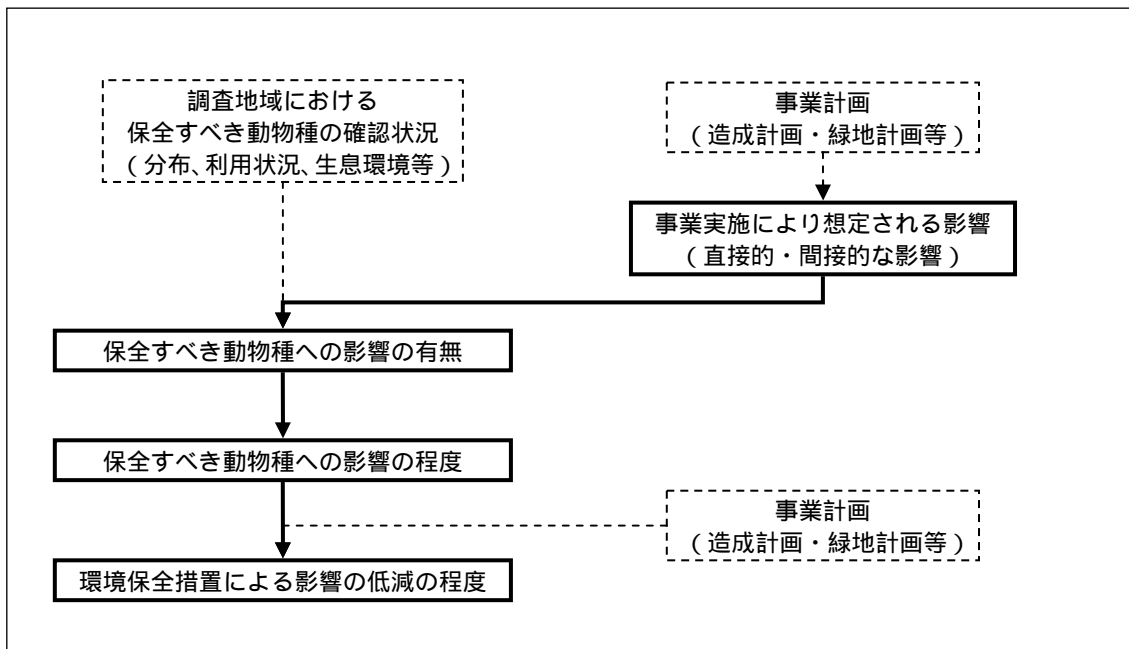 調査地域における
保全すべき動物種の確認状況
(分布、利用状況、生息環境等)
事業計画
(造成計画・緑地計画等)
事業実施により想定される影響
(直接的・間接的な影響)
保全すべき動物種への影響の有無
保全すべき動物種への影響の程度
事業計画
(造成計画・緑地計画等)
環境保全措置による影響の低減の程度